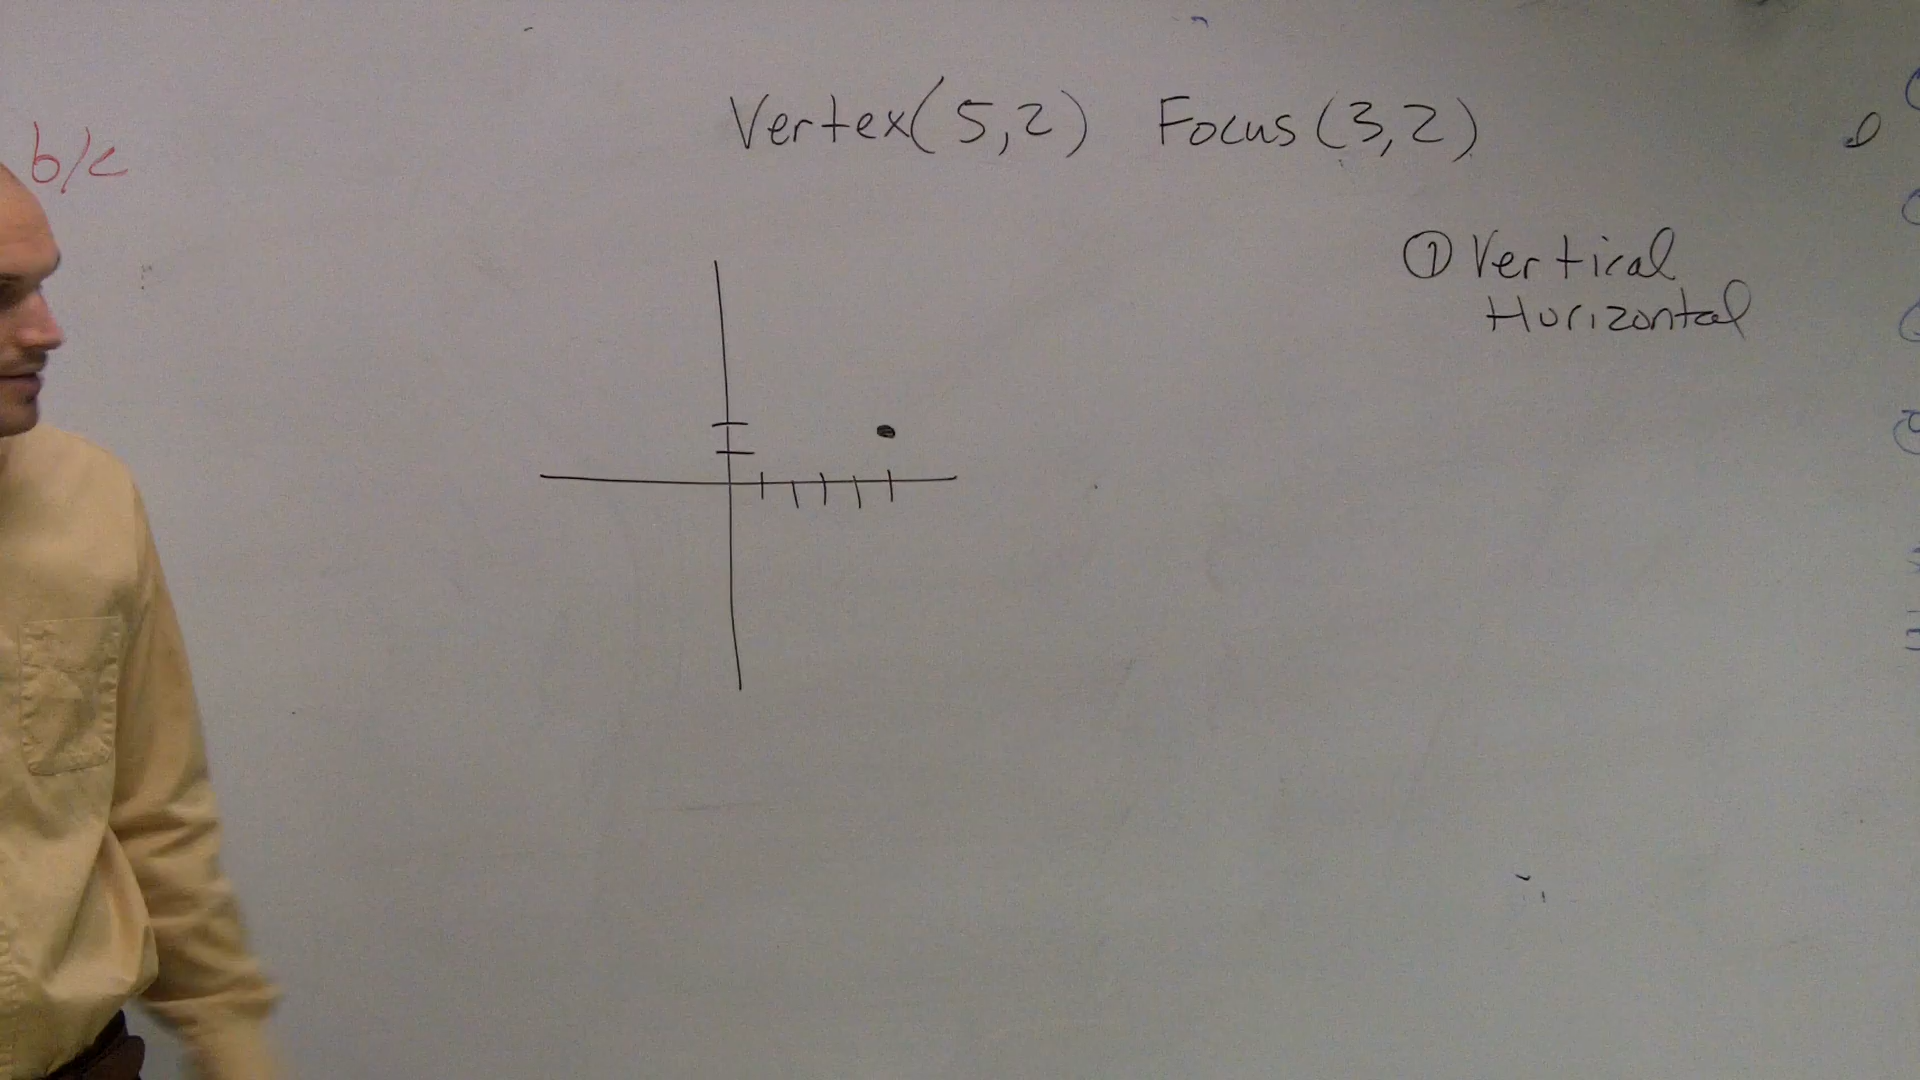 Vertex(5,2) Focus(3,2)
b/c
① Vertical
Horizontal